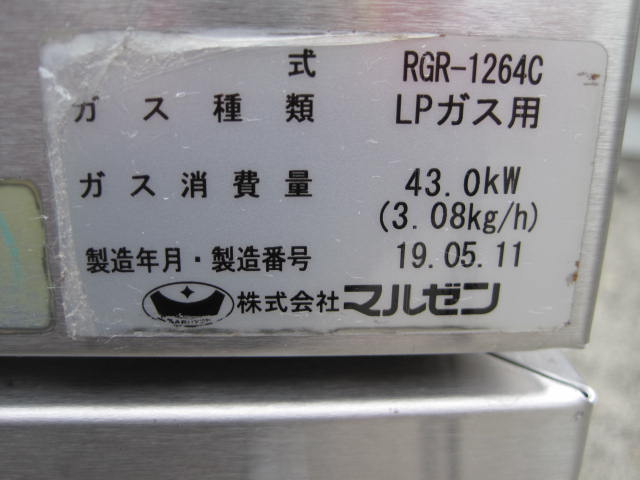 式 RGR-1264C
ガス種類 LPガス用
ガス消費量 43.0kW
(3.08kg/h)
製造年月・製造番号 19.05.11
株式会社マルゼン